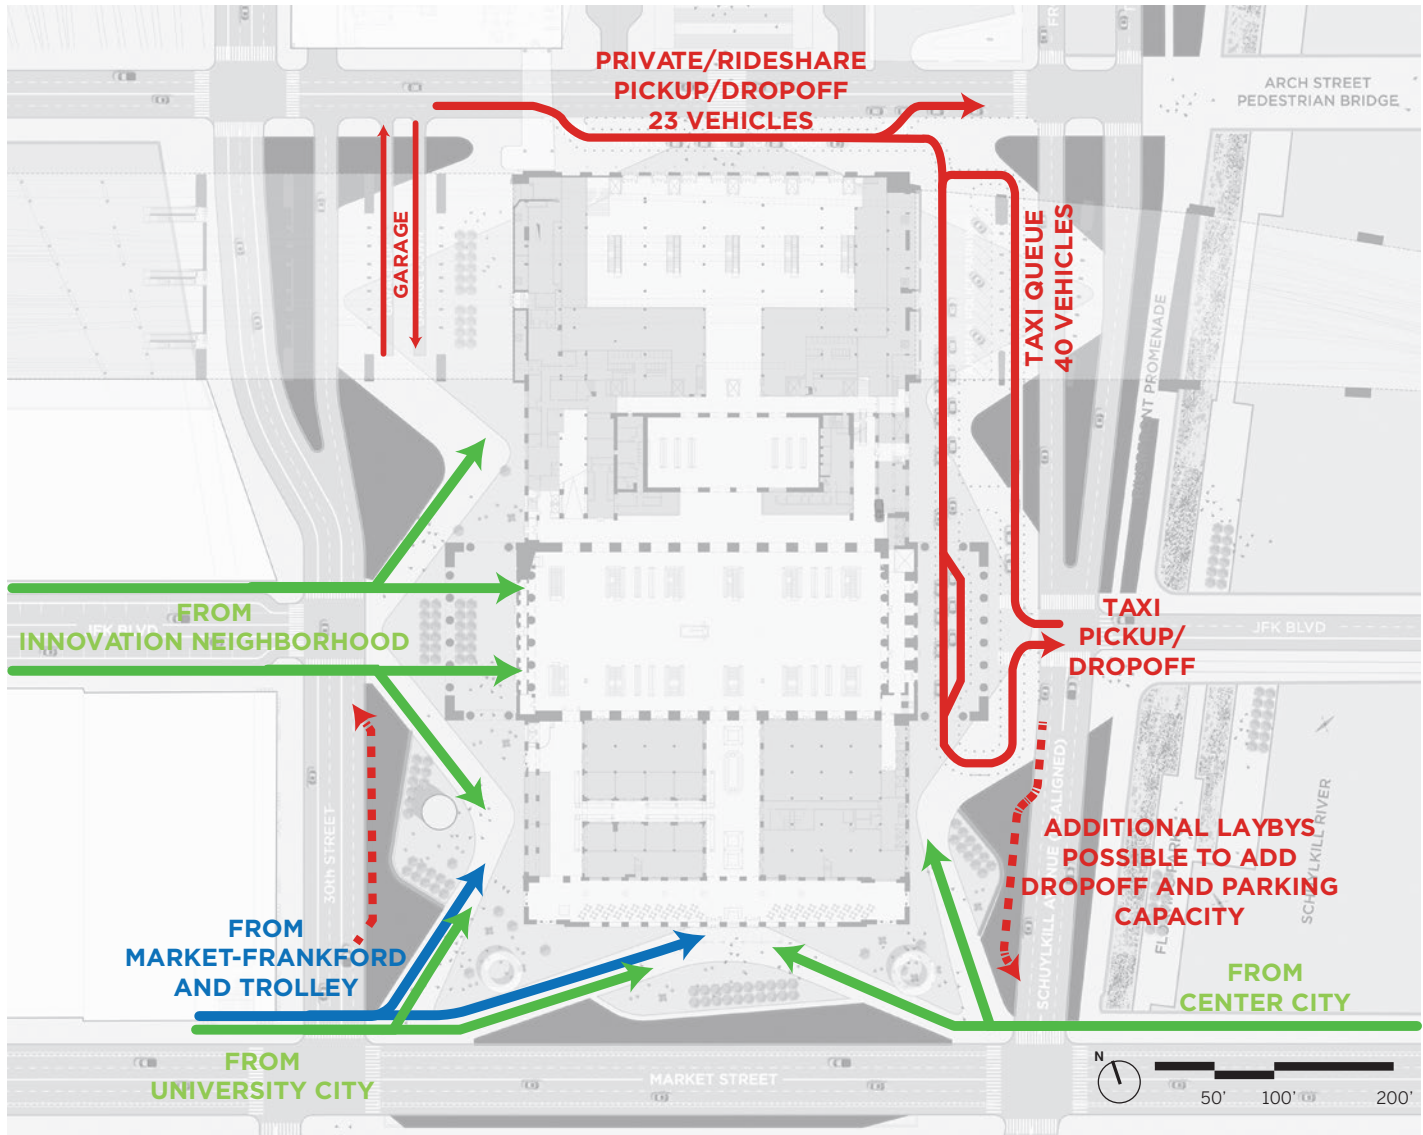 FR
T
PRIVATE/RIDESHARE
PICKUP/DROPOFF
23 VEHICLES
ARCH STREET
PEDESTRIAN BRIDGE
GARAGE
TAXI QUEUE
40 VEHICLES
NT PROMENADE
FROM
JFK BLVD
INNOVATION NEIGHBORHOOD
TAXI
PICKUP/
DROPOFF
JFK BLVD
30th STREET
ADDITIONAL LAYBYS
POSSIBLE TO ADD
DROPOFF AND PARKING
CAPACITY
SCHUYLKILL RIVER
FROM
MARKET-FRANKFORD
AND TROLLEY
FROM
CENTER CITY
FROM
UNIVERSITY CITY
MARKET STREET
N
50’
100’
200’